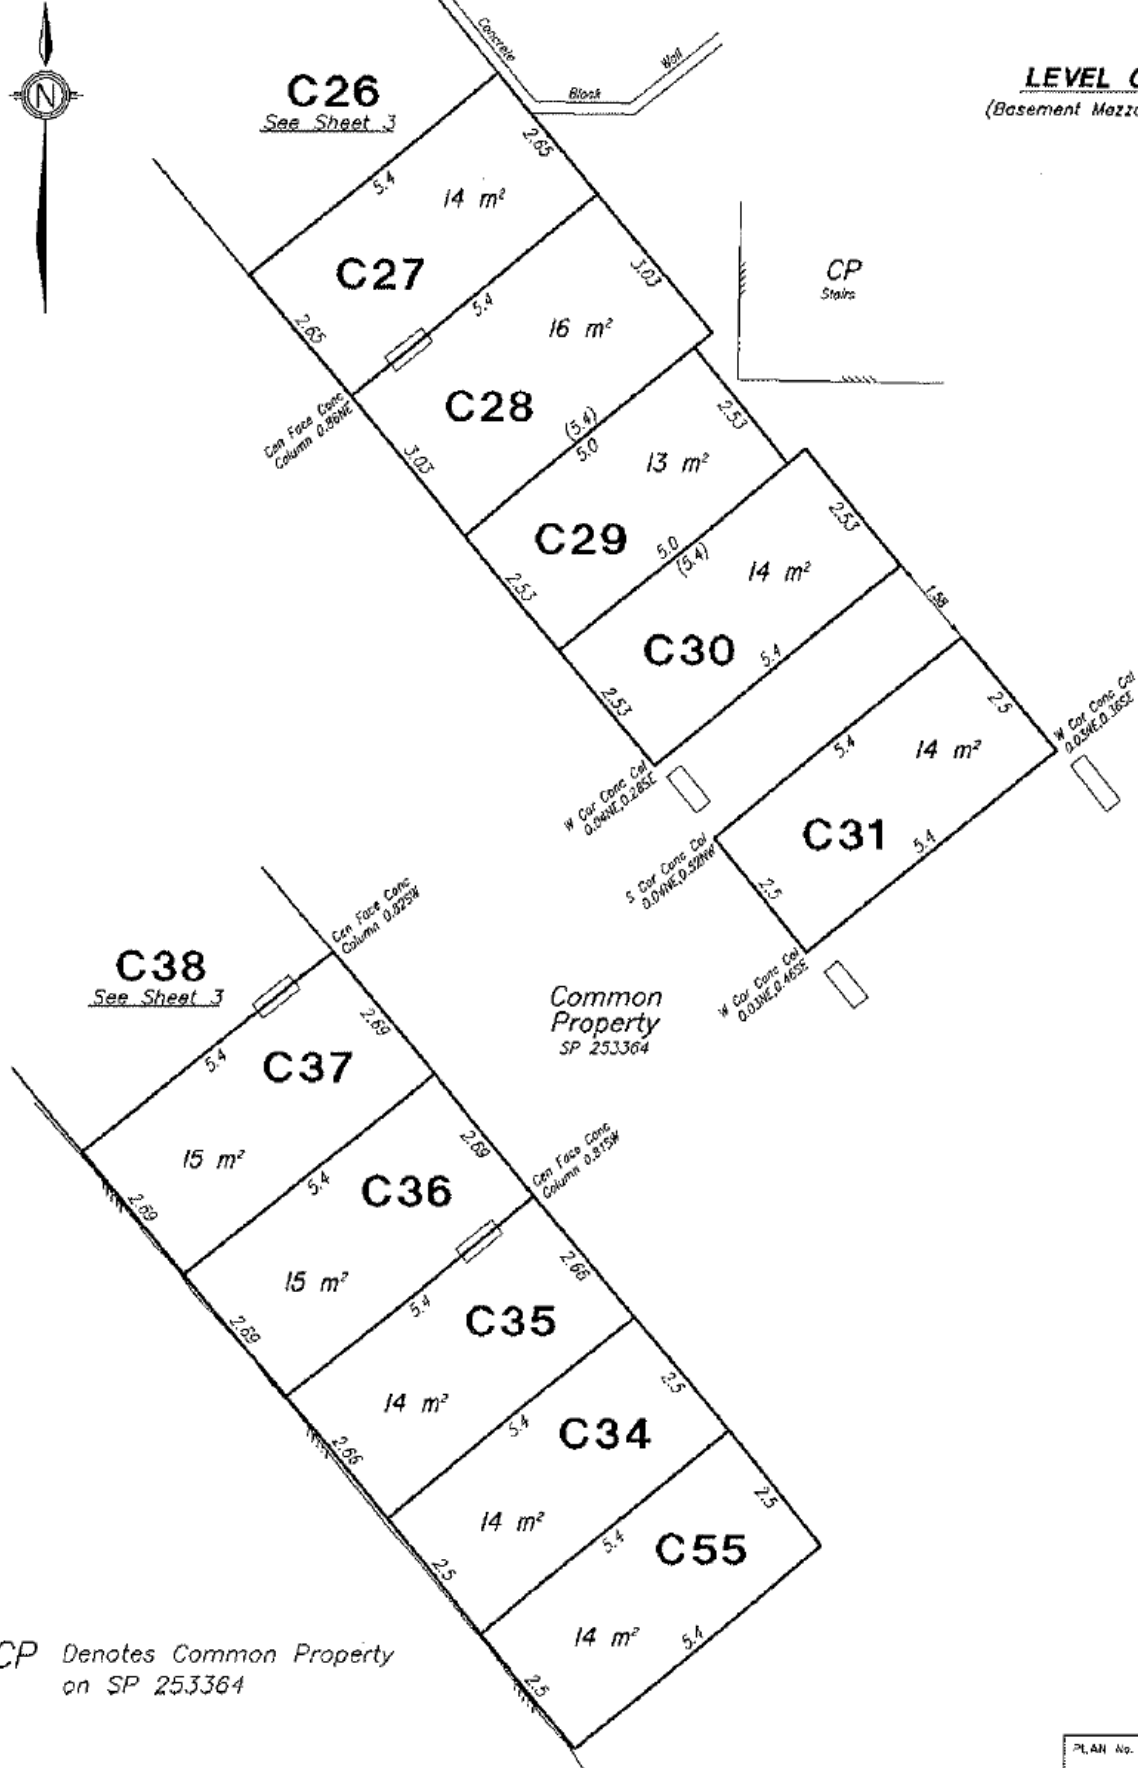 N
C26
See Sheet 3
Concrete
Block
Wall
LEVEL
(Basement
2.65
5.4
14 m²
C27
2.65
3.03
5.4
16 m²
CP
Stairs
Cen Face Conc
Column 0.86NE
C28
3.03
(5.4)
5.0
2.53
13 m²
C29
2.53
5.0
(5.4)
2.53
14 m²
C30
2.53
5.4
1.58
W Cor Conc Col
0.04NE,0.28SE
2.5
5.4
14 m²
C31
W Cor Conc Col
0.03NE,0.36SE
S Cor Conc Col
0.04NE,0.52NW
2.5
5.4
W Cor Conc Col
0.03NE,0.46SE
Cen Face Conc
Column 0.82SW
C38
See Sheet 3
Common
Property
SP 253364
2.69
5.4
C37
15 m²
2.69
2.69
Cen Face Conc
Column 0.81SW
5.4
C36
15 m²
2.69
2.66
5.4
C35
14 m²
2.66
2.5
5.4
C34
14 m²
2.5
2.5
5.4
C55
14 m²
2.5
5.4
CP Denotes Common Property
on SP 253364
PLAN No.